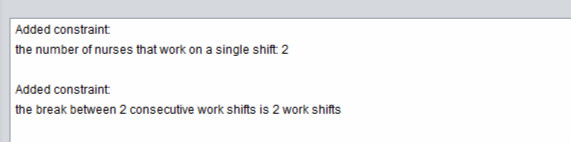 Added constraint:
the number of nurses that work on a single shift: 2
Added constraint:
the break between 2 consecutive work shifts is 2 work shifts